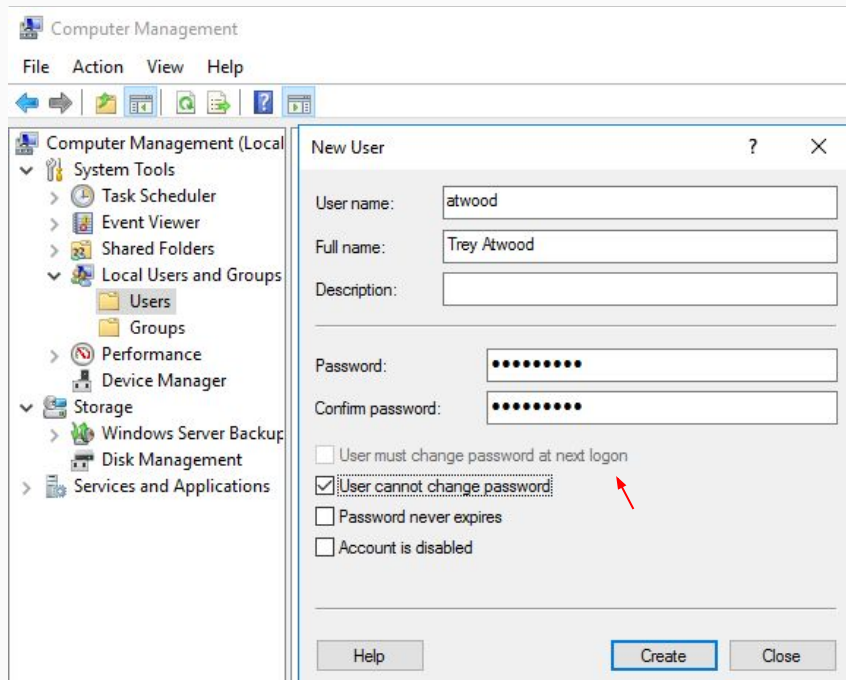 Computer Management
File Action View Help
Computer Management (Local
System Tools
Task Scheduler
Event Viewer
Shared Folders
Local Users and Groups
Users
Groups
Performance
Device Manager
Storage
Windows Server Backup
Disk Management
Services and Applications
New User
?
User name: atwood
Full name: Trey Atwood
Description:
Password: •••••••••
Confirm password: •••••••••
User must change password at next logon
User cannot change password
Password never expires
Account is disabled
Help Create Close